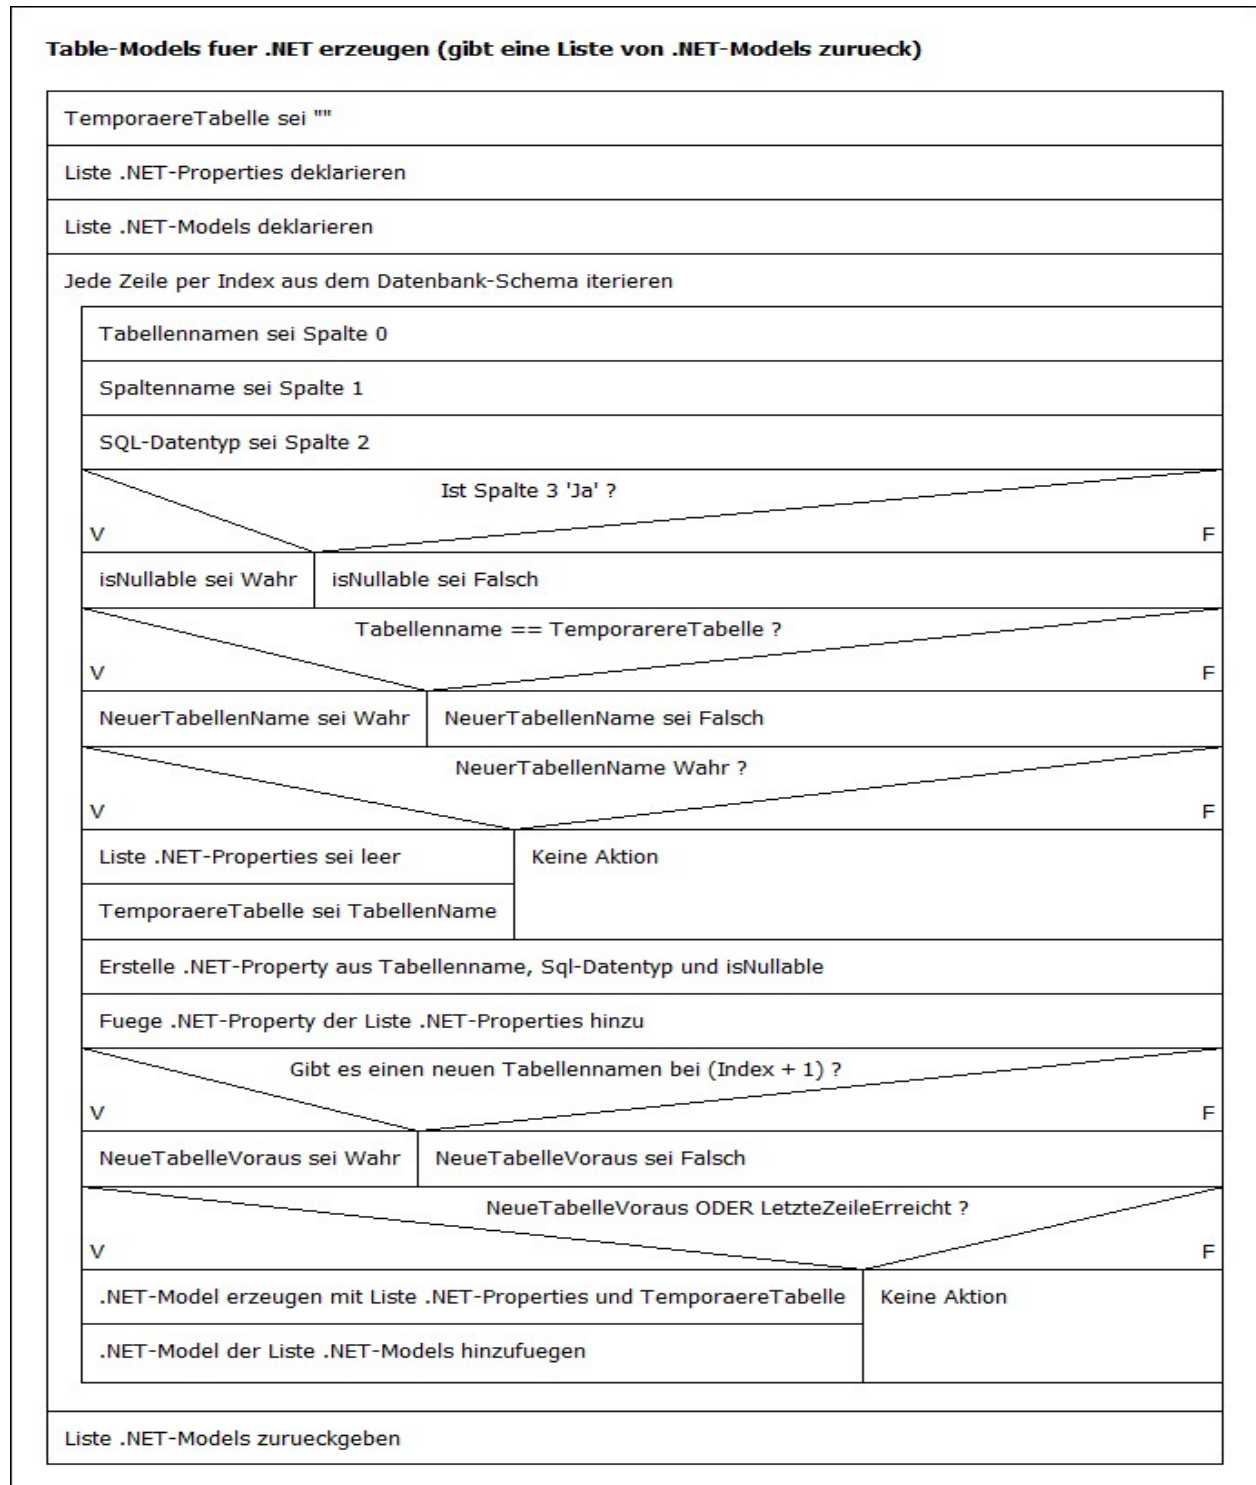 Table-Models fuer .NET erzeugen (gibt eine Liste von .NET-Models zurueck)
TemporaereTabelle sei ""
Liste .NET-Properties deklarieren
Liste .NET-Models deklarieren
Jede Zeile per Index aus dem Datenbank-Schema iterieren
Tabellennamen sei Spalte 0
Spaltenname sei Spalte 1
SQL-Datentyp sei Spalte 2
Ist Spalte 3 'Ja' ?
V F
isNullable sei Wahr isNullable sei Falsch
Tabellenname == TemporarereTabelle ?
V F
NeuerTabellenName sei Wahr NeuerTabellenName sei Falsch
NeuerTabellenName Wahr ?
V F
Liste .NET-Properties sei leer Keine Aktion
TemporaereTabelle sei TabellenName
Erstelle .NET-Property aus Tabellenname, Sql-Datentyp und isNullable
Fuege .NET-Property der Liste .NET-Properties hinzu
Gibt es einen neuen Tabellennamen bei (Index + 1) ?
V F
NeueTabelleVoraus sei Wahr NeueTabelleVoraus sei Falsch
NeueTabelleVoraus ODER LetzteZeileErreicht ?
V F
.NET-Model erzeugen mit Liste .NET-Properties und TemporaereTabelle Keine Aktion
.NET-Model der Liste .NET-Models hinzufuegen
Liste .NET-Models zurueckgeben